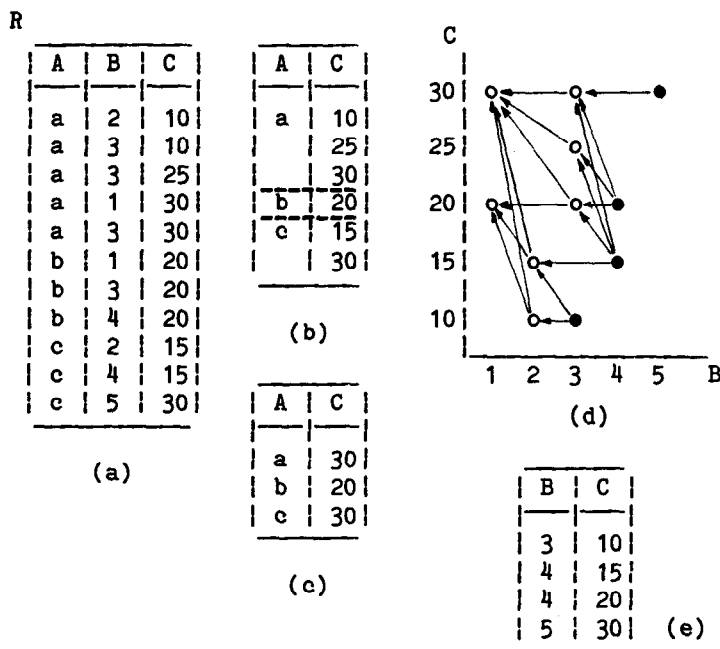 R
A B C
a 2 10
a 3 10
a 3 25
a 1 30
a 3 30
b 1 20
b 3 20
b 4 20
c 2 15
c 4 15
c 5 30
(a)
A C
a 10
25
30
b 20
c 15
30
(b)
A C
a 30
b 20
c 30
(c)
C
30
25
20
15
10
1 2 3 4 5 B
(d)
B C
3 10
4 15
4 20
5 30
(e)